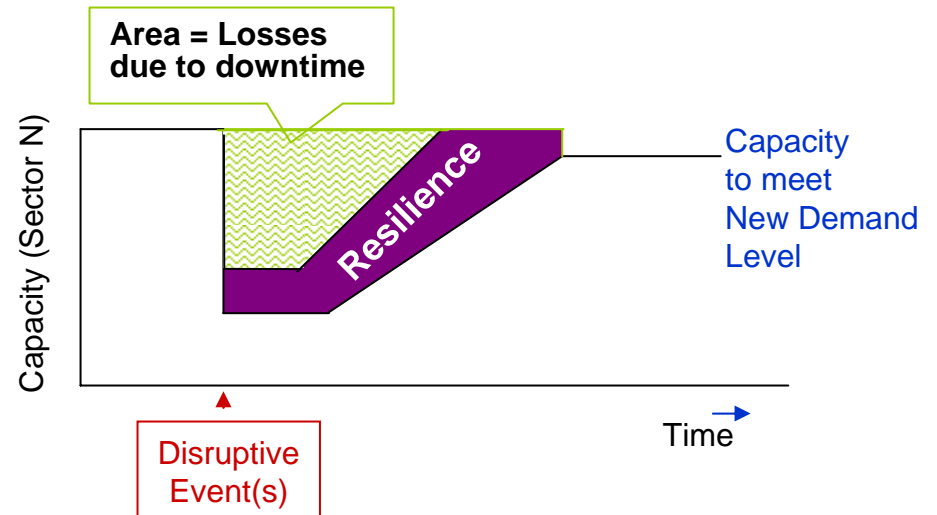 Area = Losses
due to downtime
Capacity (Sector N)
Resilience
Capacity
to meet
New Demand
Level
Time
Disruptive
Event(s)